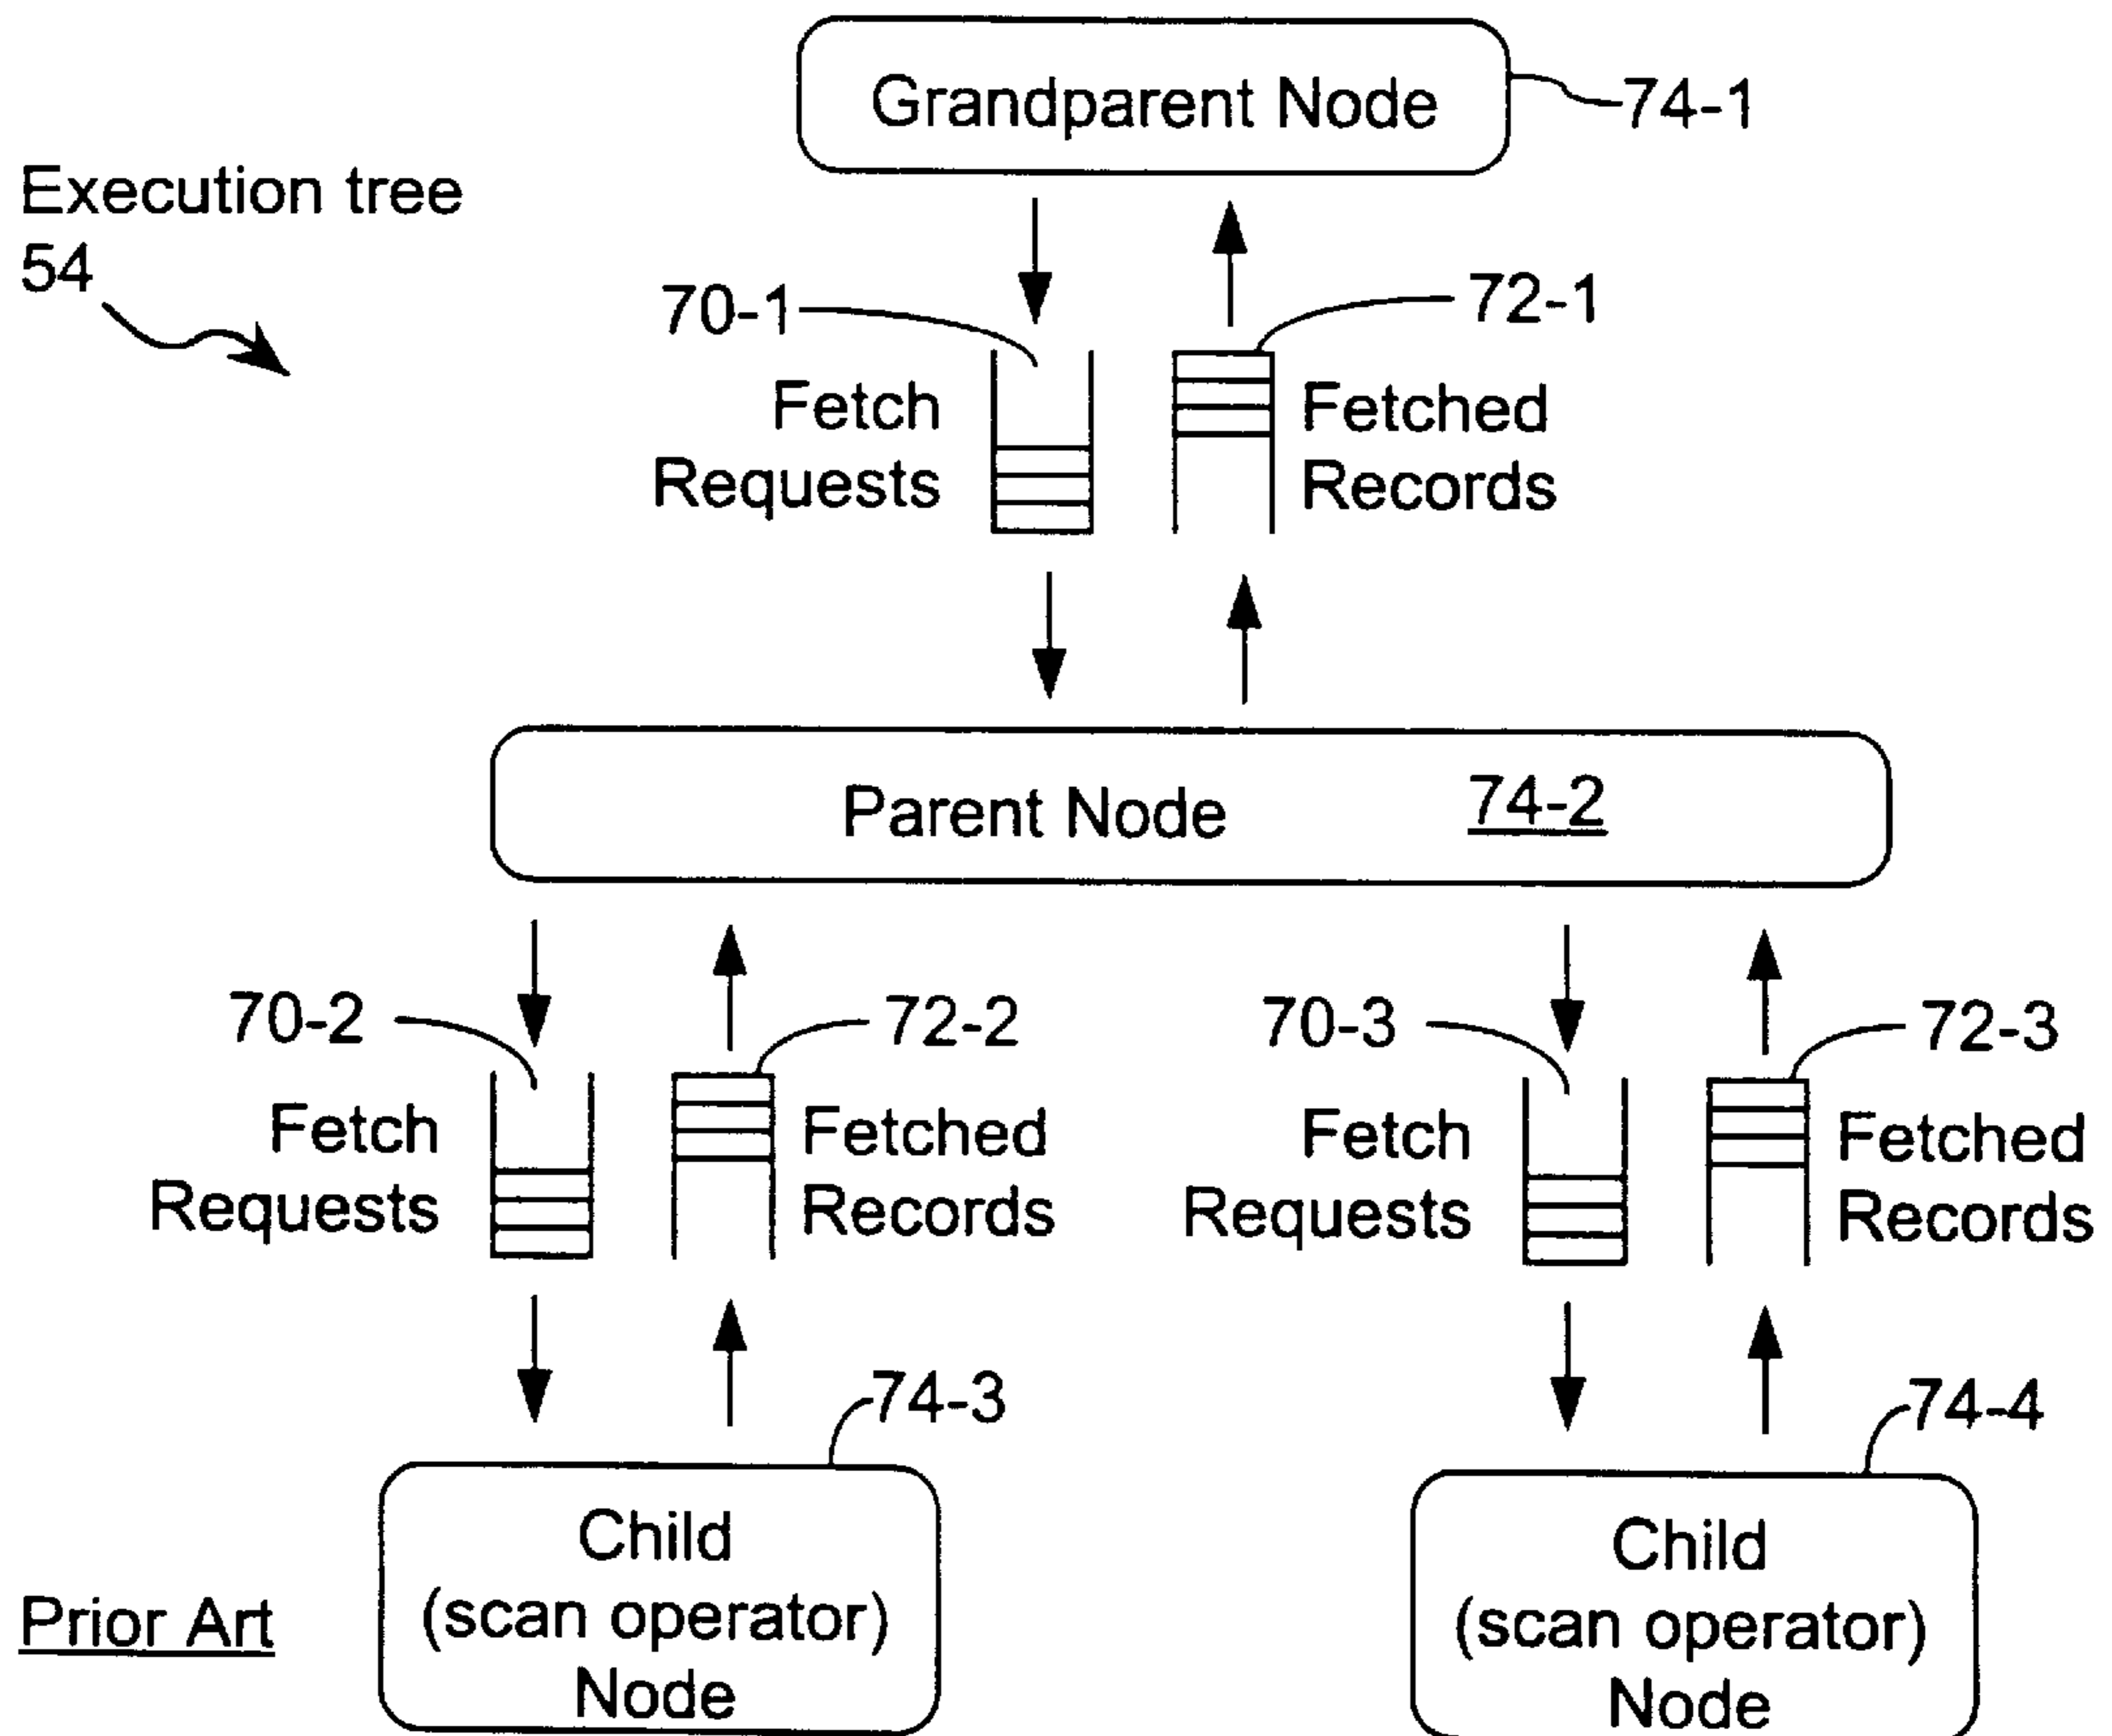 Grandparent Node
74-1
Execution tree
54
70-1
72-1
Fetch
Requests
Fetched
Records
Parent Node 74-2
70-2
72-2
70-3
72-3
Fetch
Requests
Fetched
Records
Fetch
Requests
Fetched
Records
74-3
74-4
Child
(scan operator)
Node
Child
(scan operator)
Node
Prior Art